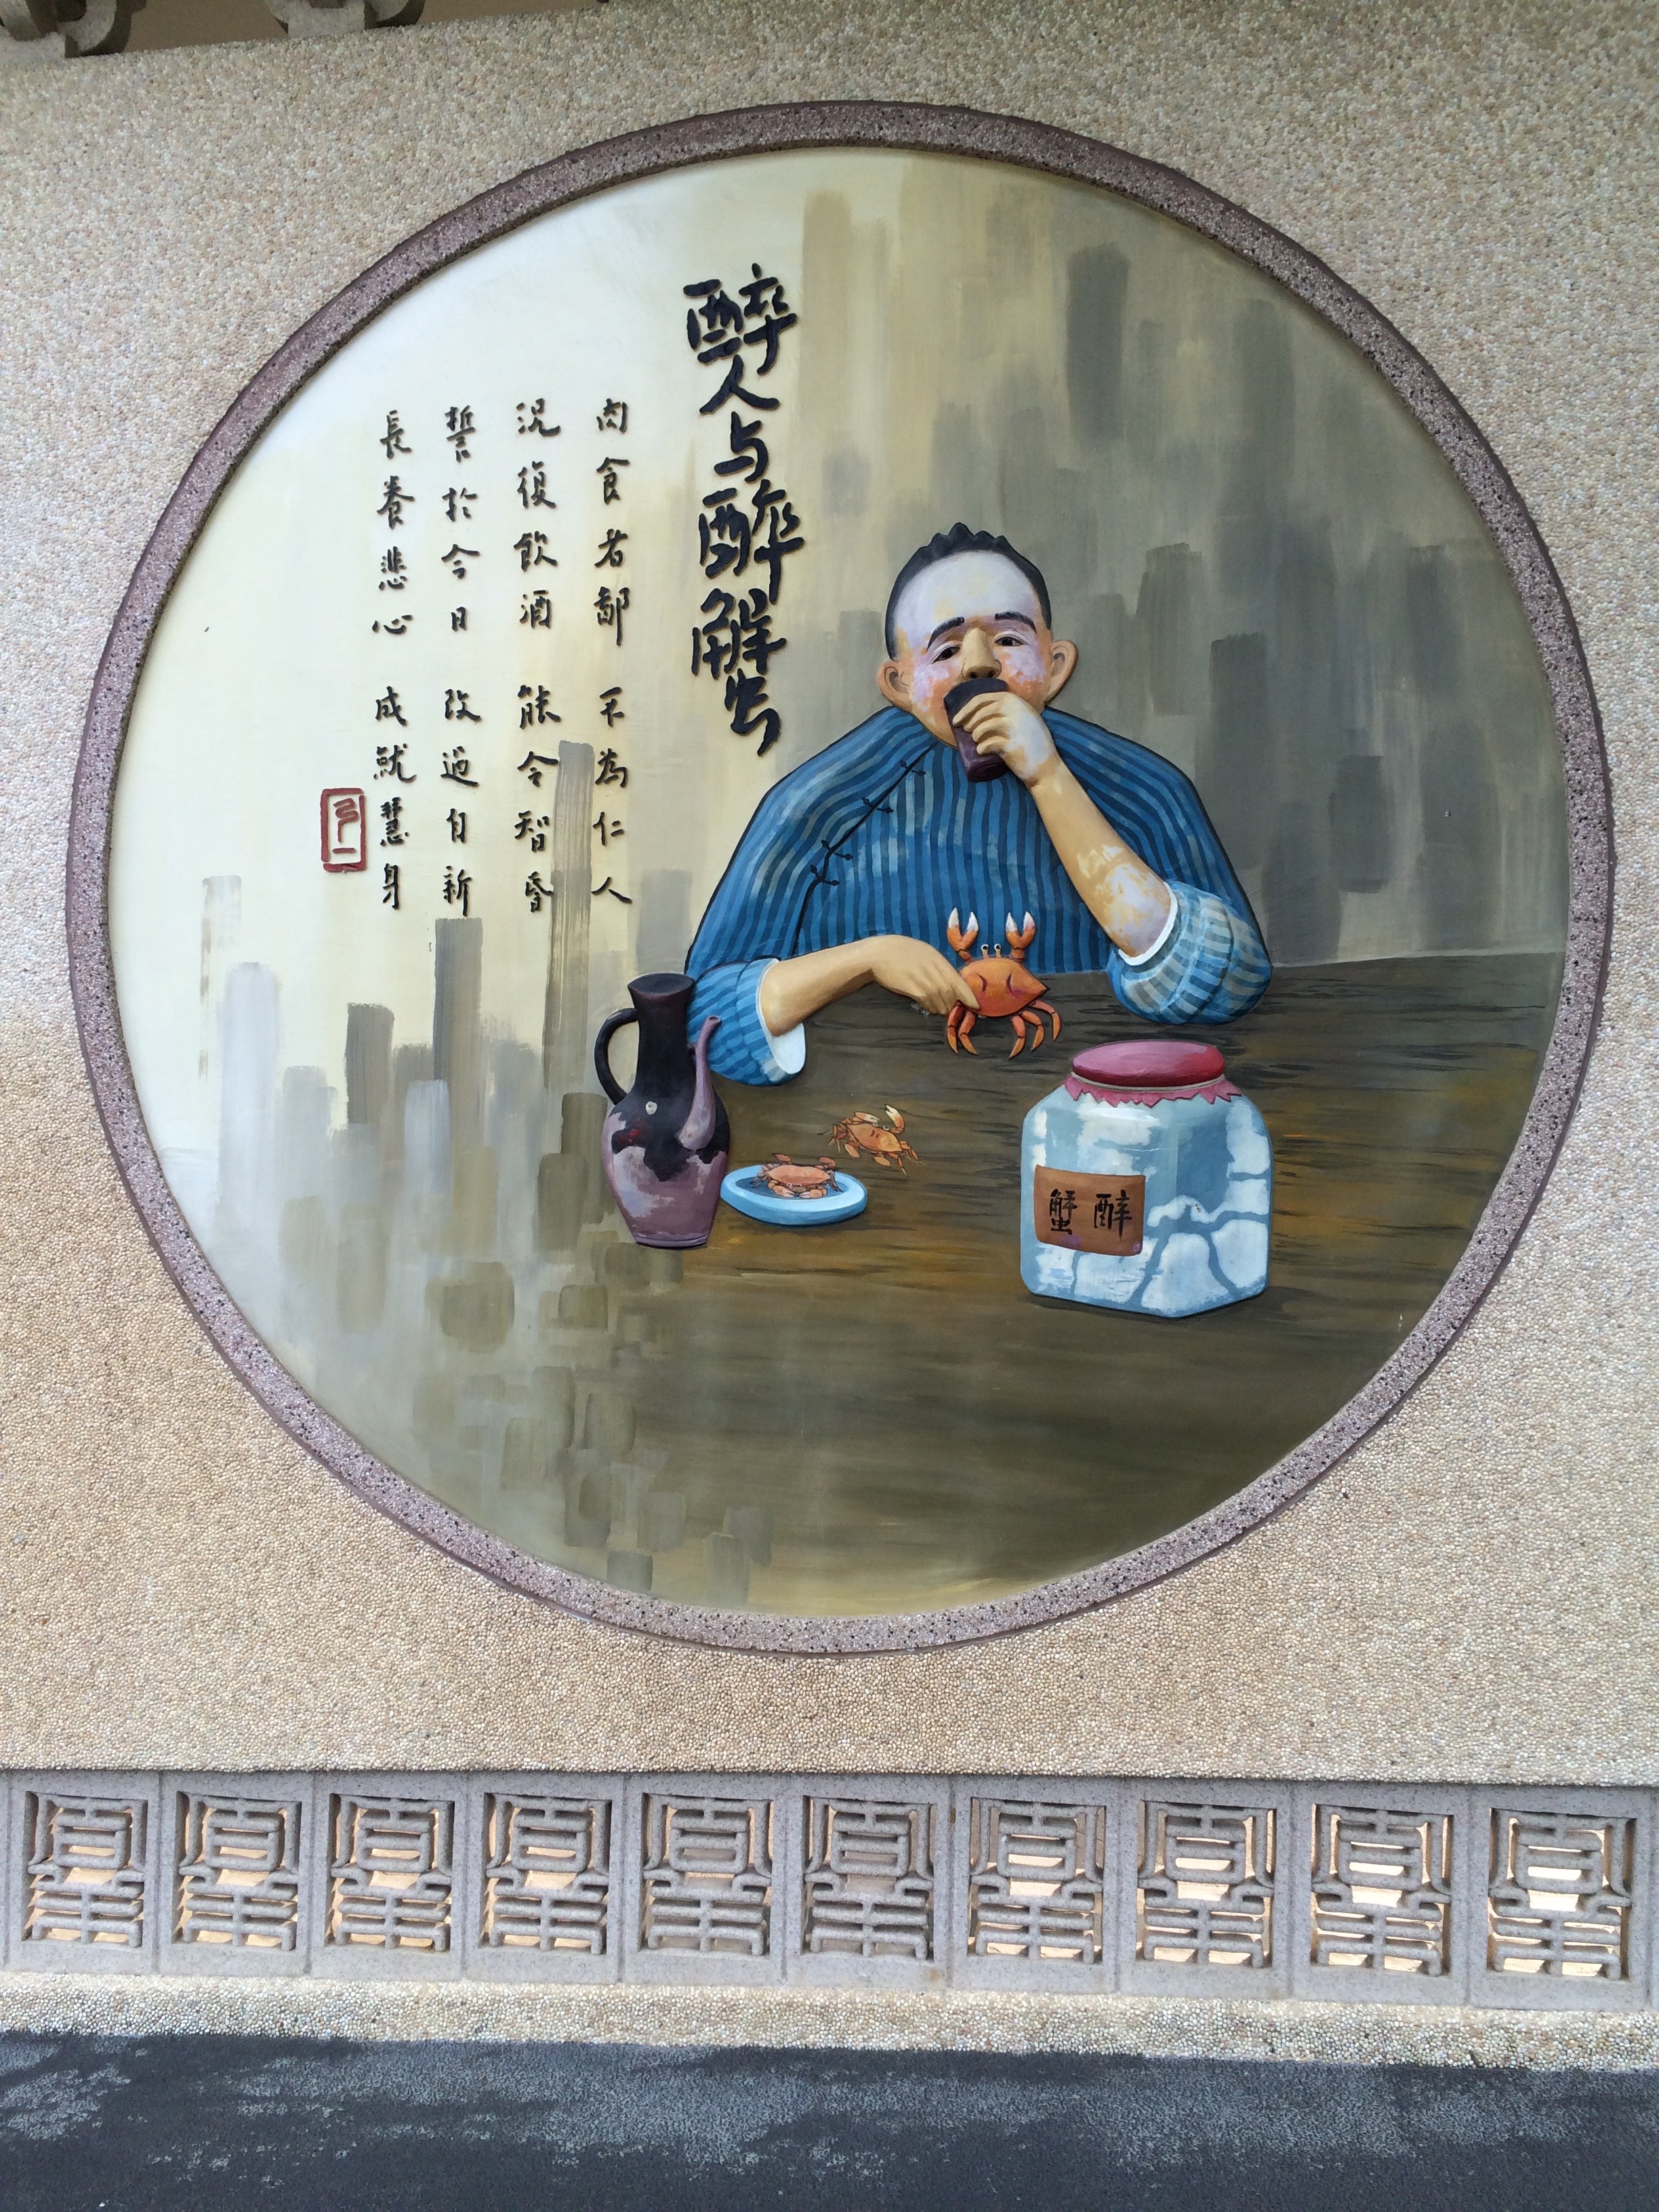 醉人与醉蟹
肉食者鄙 不為仁人
況復飲酒 能令智昏
誓於今日 改過自新
長養悲心 成就慧身
蟹醉